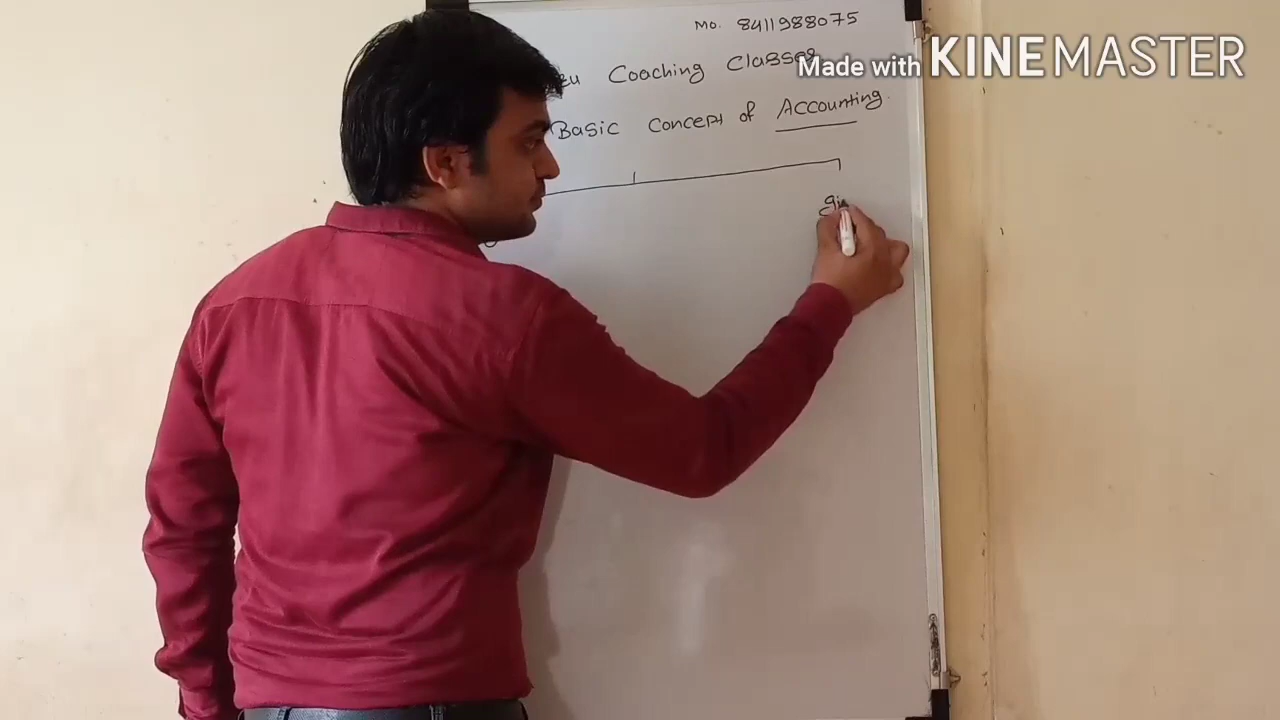 Mo. 8411988075
Coaching Classes
Made with KINEMASTER
Basic Concept of Accounting.